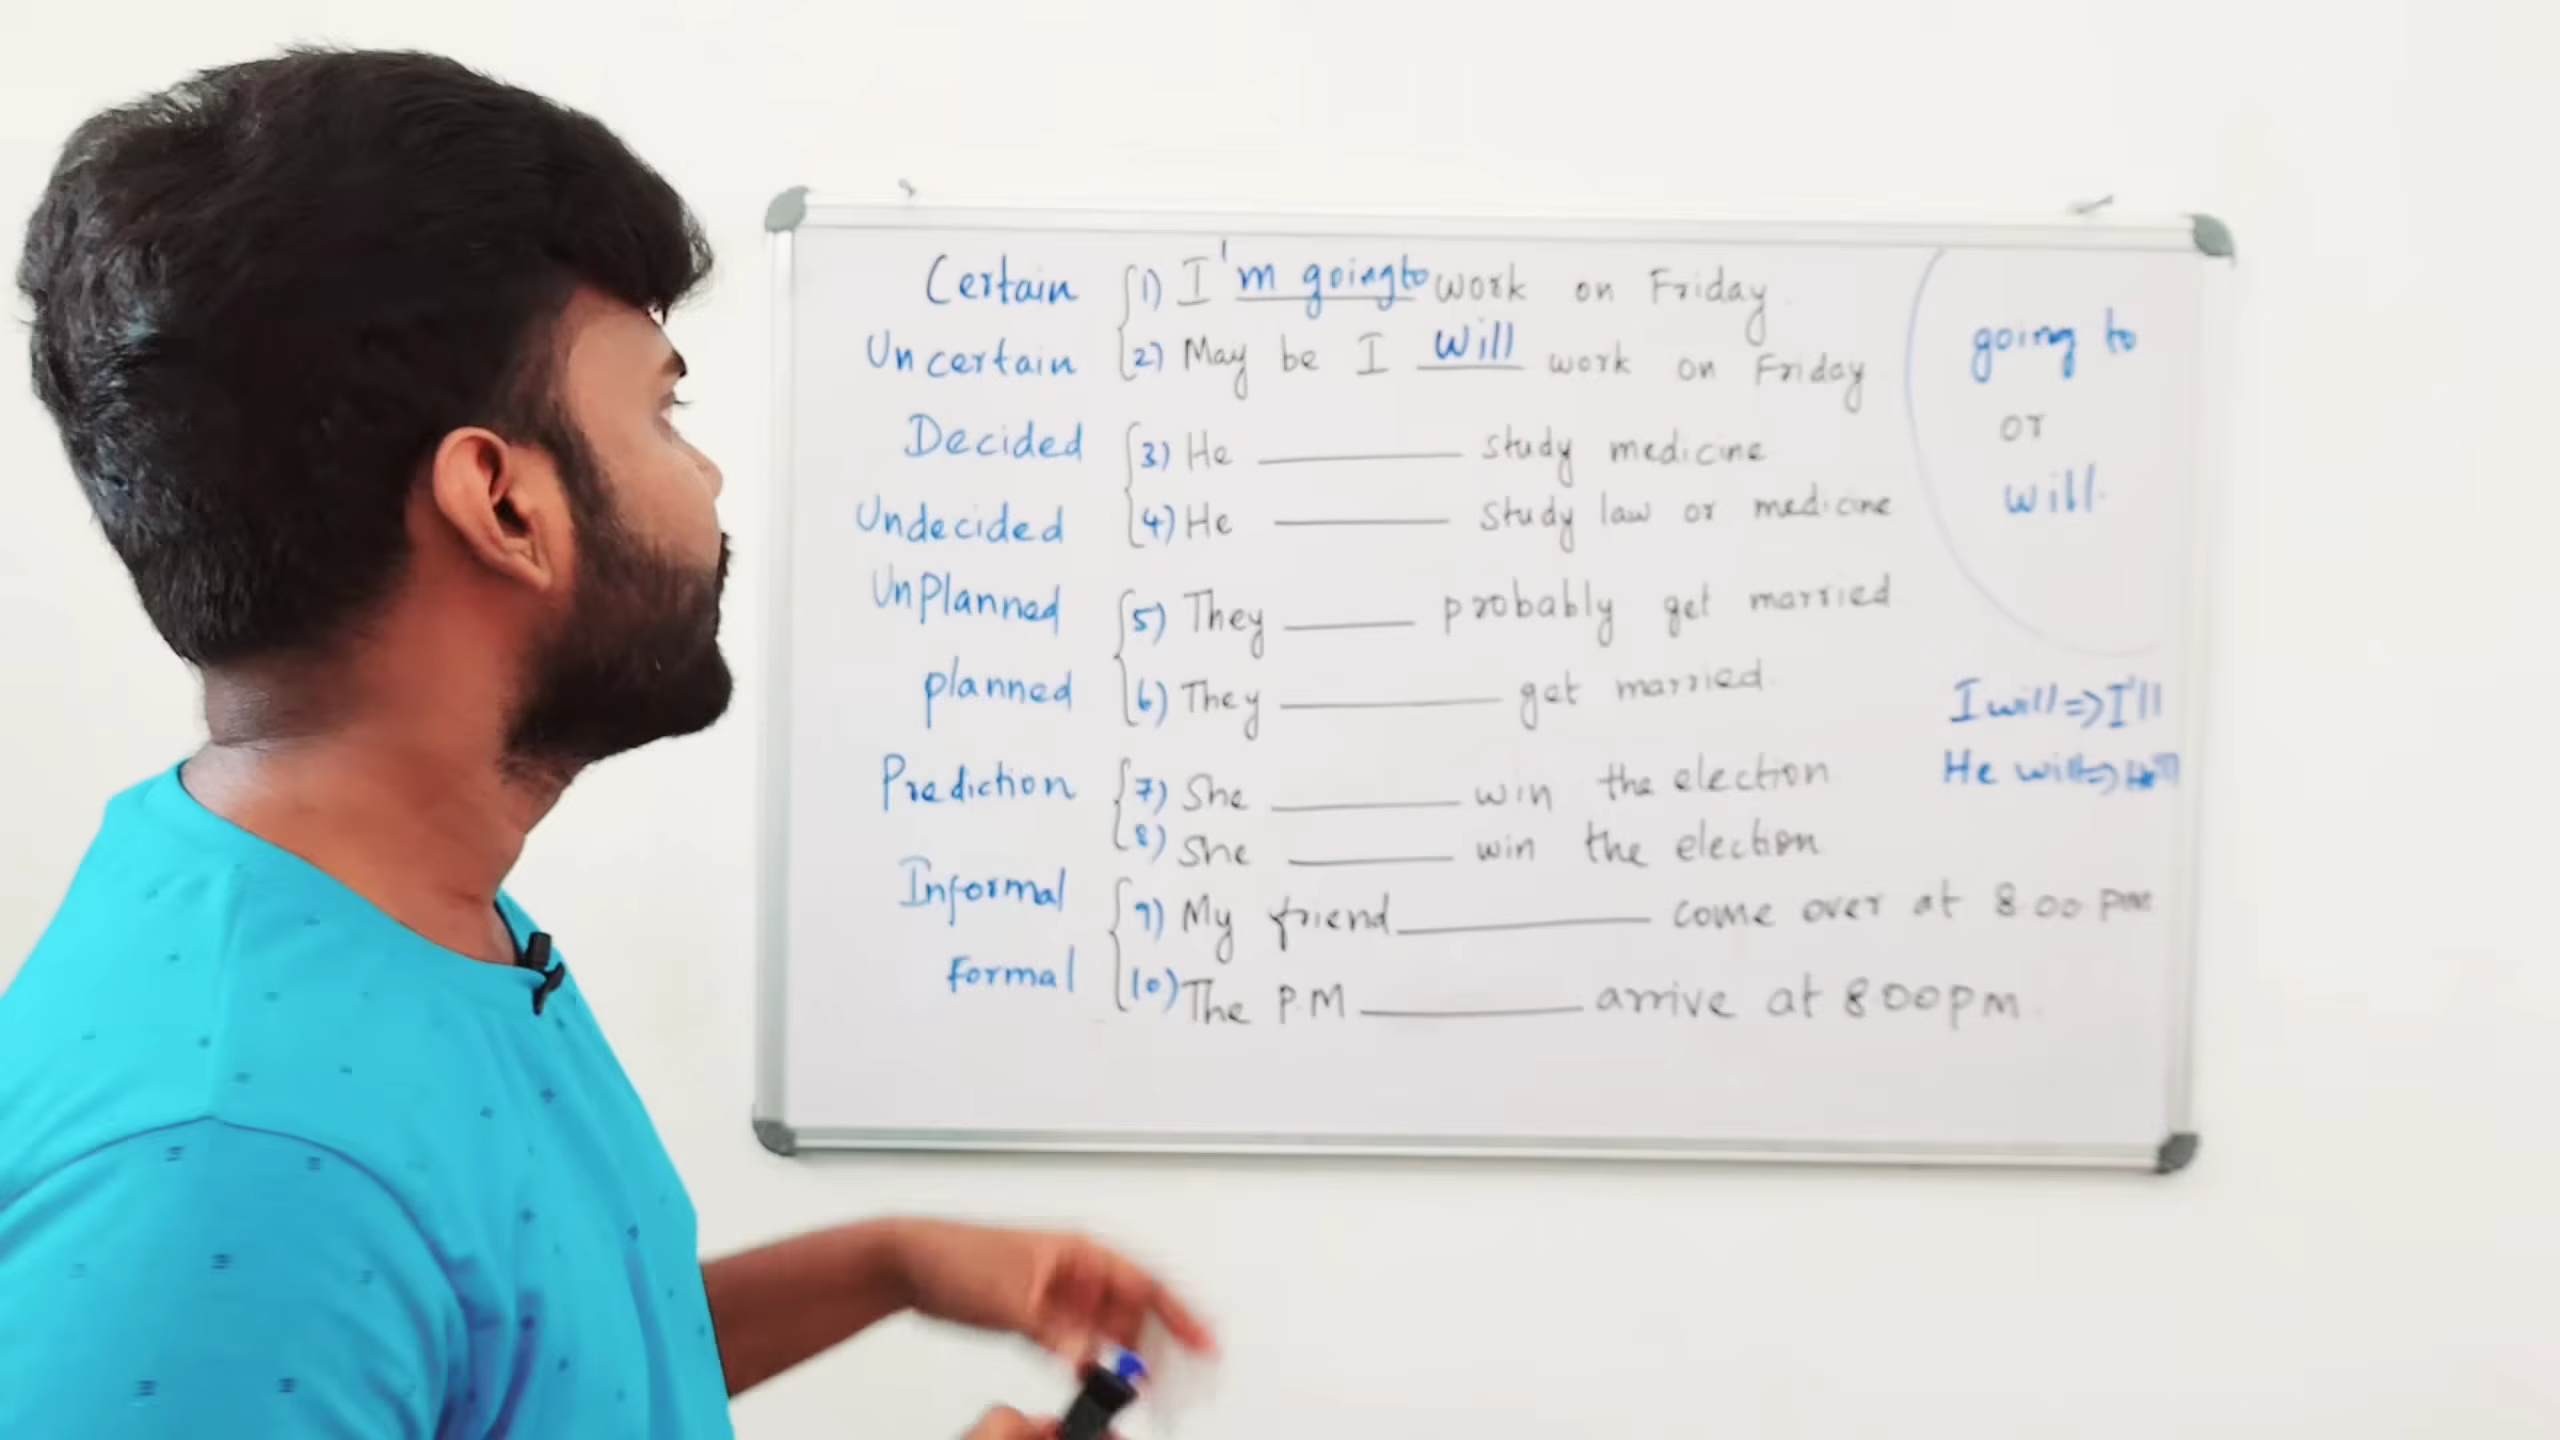 Certain 1) I'm going to work on Friday
Uncertain 2) May be I will work on Friday
Decided 3) He ______ study medicine
Undecided 4) He ______ study law or medicine
UnPlanned 5) They ______ probably get married
planned 6) They ______ get married
Prediction 7) She ______ win the election
8) She ______ win the election
Informal 9) My friend ______ come over at 8 00 pm
formal 10) The P.M ______ arrive at 8 00 pm
going to
or
will
I will => I'll
He will => He'll